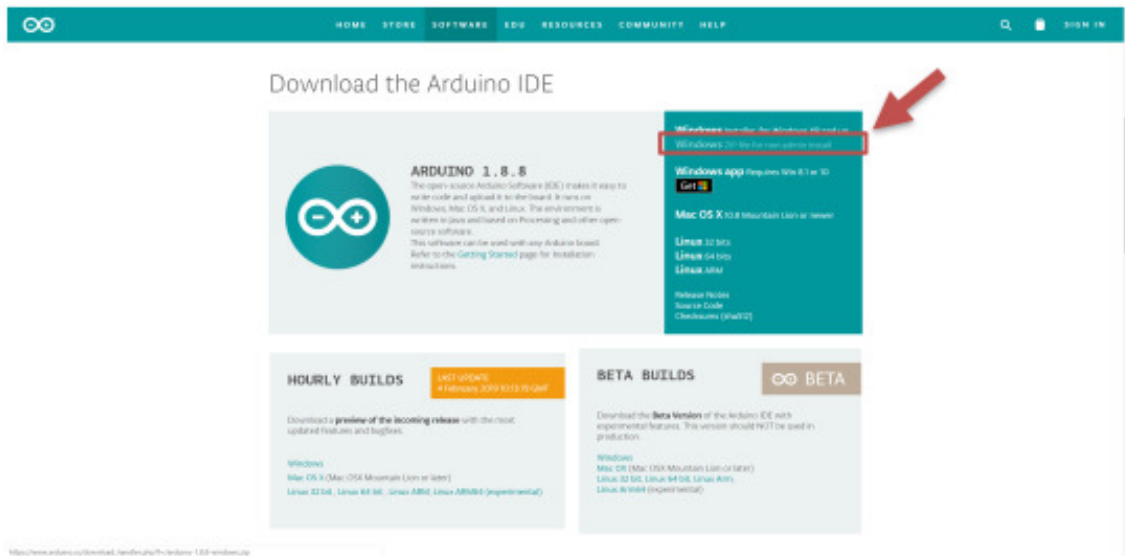 HOME STORE SOFTWARE EDU RESOURCES COMMUNITY HELP SIGN IN
Download the Arduino IDE
ARDUINO 1.8.8
The open-source Arduino Software (IDE) makes it easy to
write code and upload it to the board. It runs on
Windows, Mac OS X, and Linux. The environment is
written in Java and based on Processing and other open-
source software.
This software can be used with any Arduino board.
Refer to the Getting Started page for Installation
instructions.
Windows Installer, for Windows XP and up
Windows ZIP file for non admin install
Windows app Requires Win 8.1 or 10
Get
Mac OS X 10.8 Mountain Lion or newer
Linux 32 bits
Linux 64 bits
Linux ARM
Release Notes
Source Code
Checksums (sha512)
HOURLY BUILDS
LAST UPDATE
4 February, 2019 10:13:19 GMT
Download a preview of the incoming release with the most
updated features and bugfixes.
Windows
Mac OS X (Mac OSX Mountain Lion or later)
Linux 32 bit, Linux 64 bit, Linux ARM, Linux ARM64 (experimental)
BETA BUILDS
BETA
Download the Beta Version of the Arduino IDE with
experimental features. This version should NOT be used in
production.
Windows
Mac OS (Mac OSX Mountain Lion or later)
Linux 32 bit, Linux 64 bit, Linux Arm,
Linux Arm64 (experimental)